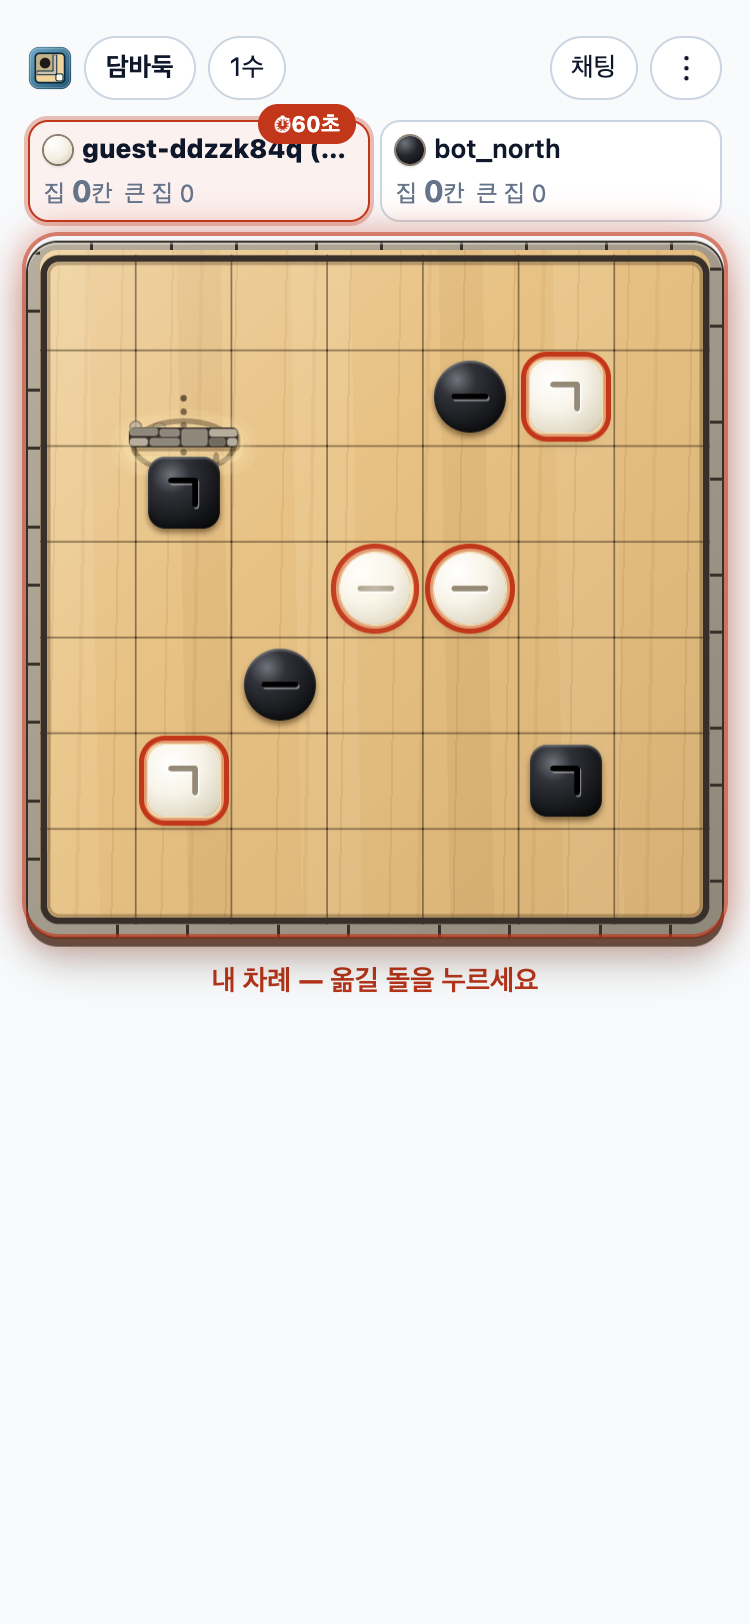 담바둑 1수 채팅
⏱60초
guest-ddzzk84q (... bot_north
집 0칸 큰 집 0 집 0칸 큰 집 0
내 차례 — 옮길 돌을 누르세요